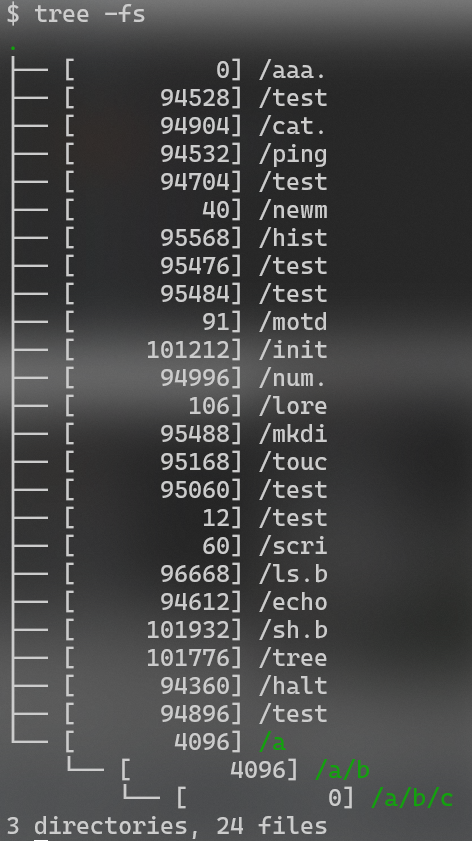 $ tree -fs
.
├── [          0] /aaa.
├── [      94528] /test
├── [      94904] /cat.
├── [      94532] /ping
├── [      94704] /test
├── [         40] /newm
├── [      95568] /hist
├── [      95476] /test
├── [      95484] /test
├── [         91] /motd
├── [     101212] /init
├── [      94996] /num.
├── [        106] /lore
├── [      95488] /mkdi
├── [      95168] /touc
├── [      95060] /test
├── [         12] /test
├── [         60] /scri
├── [      96668] /ls.b
├── [      94612] /echo
├── [     101932] /sh.b
├── [     101776] /tree
├── [      94360] /halt
├── [      94896] /test
└── [       4096] /a
    └── [       4096] /a/b
        └── [          0] /a/b/c
3 directories, 24 files